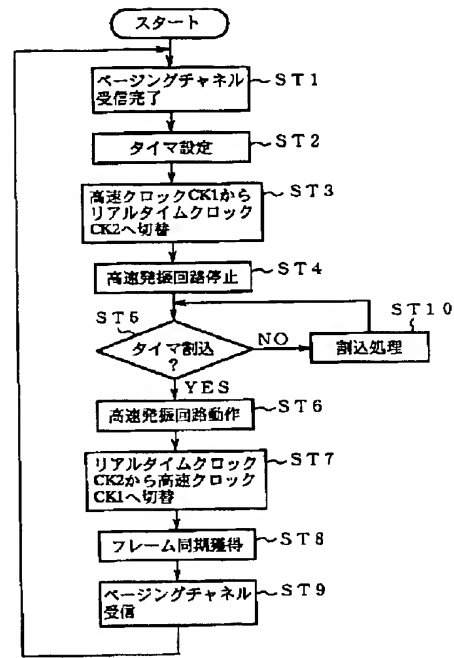 スタート
ページングチャネル
受信完了
ST1
タイマ設定
ST2
高速クロックCK1から
リアルタイムクロック
CK2へ切替
ST3
高速発振回路停止
ST4
ST5
タイマ割込
?
NO
ST10
割込処理
YES
高速発振回路動作
ST6
リアルタイムクロック
CK2から高速クロック
CK1へ切替
ST7
フレーム同期獲得
ST8
ページングチャネル
受信
ST9